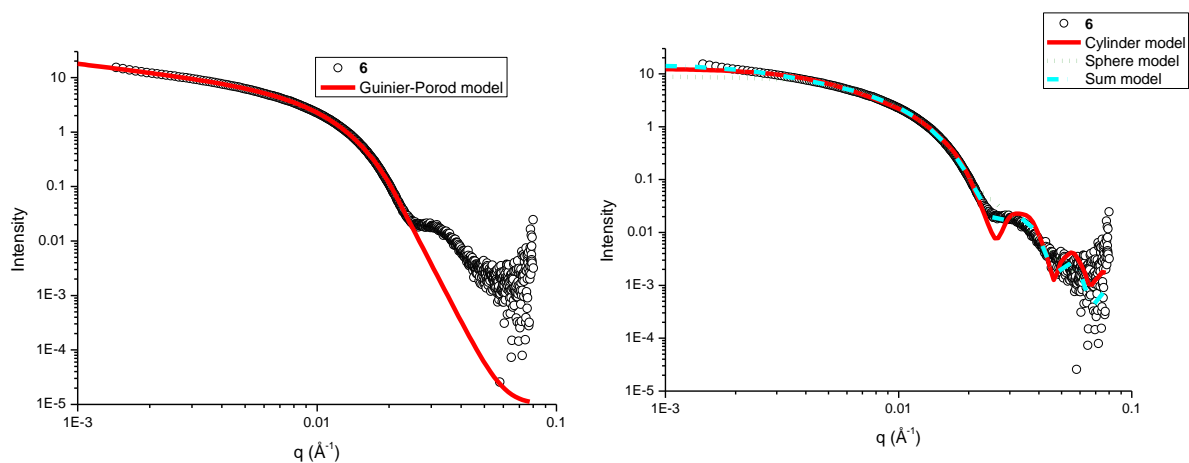 6
Guinier-Porod model
10
1
0.1
0.01
1E-3
1E-4
1E-5
Intensity
1E-3
0.01
0.1
q (Å⁻¹)
6
Cylinder model
Sphere model
Sum model
10
1
0.1
0.01
1E-3
1E-4
1E-5
Intensity
1E-3
0.01
0.1
q (Å⁻¹)